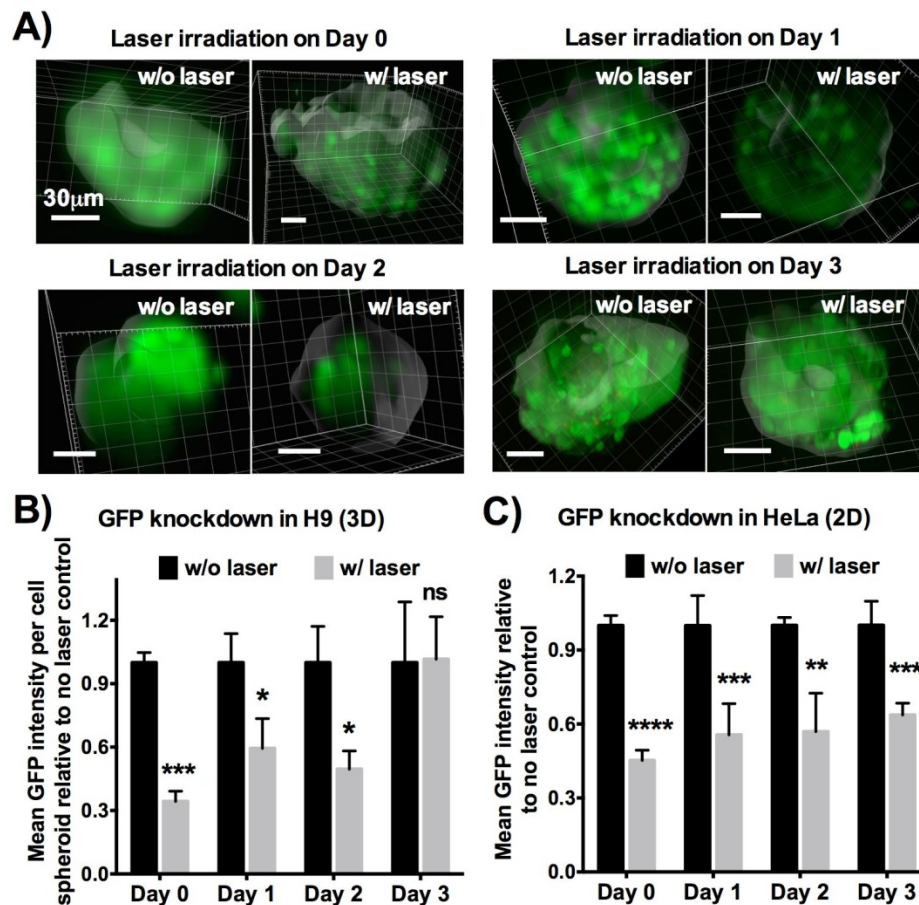 A)
Laser irradiation on Day 0
Laser irradiation on Day 1
w/o laser
w/ laser
w/o laser
w/ laser
30μm
Laser irradiation on Day 2
Laser irradiation on Day 3
w/o laser
w/ laser
w/o laser
w/ laser
B)
GFP knockdown in H9 (3D)
w/o laser
w/ laser
Mean GFP intensity per cell
spheroid relative to no laser control
1.2
0.9
0.6
0.3
0.0
***
*
*
ns
Day 0
Day 1
Day 2
Day 3
C)
GFP knockdown in HeLa (2D)
w/o laser
w/ laser
Mean GFP intensity relative
to no laser control
1.2
0.9
0.6
0.3
0.0
****
***
**
***
Day 0
Day 1
Day 2
Day 3